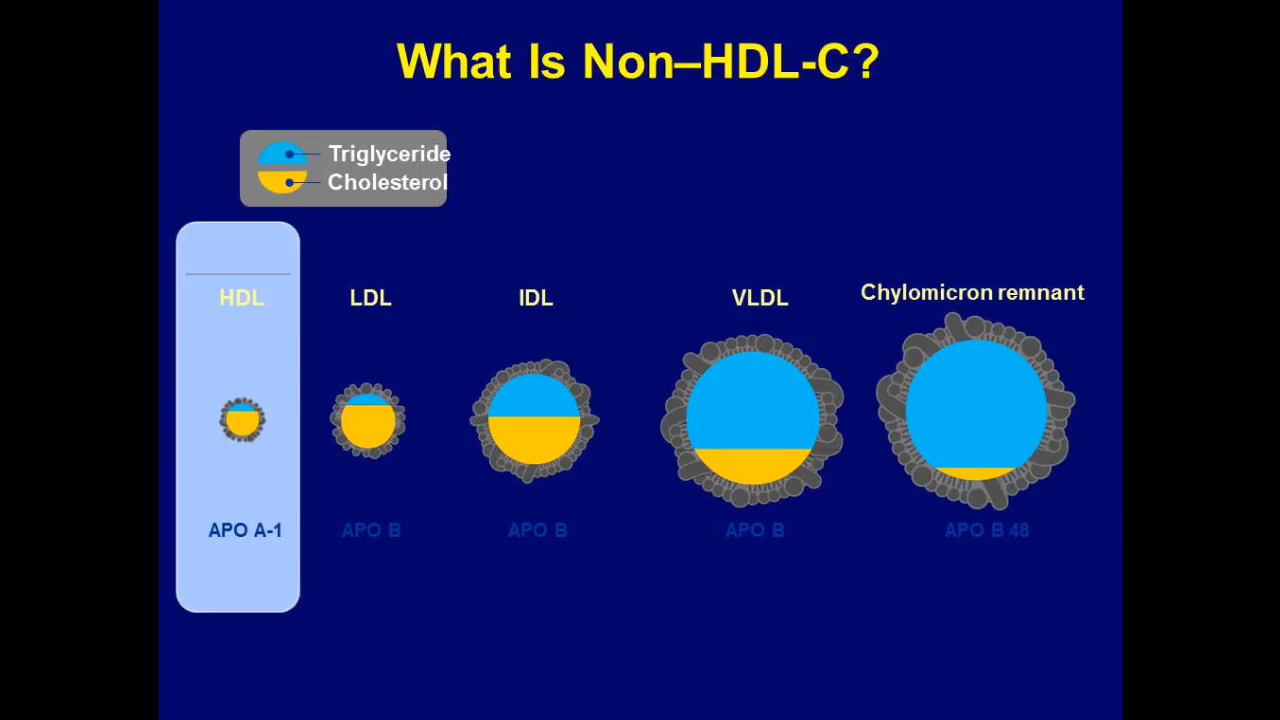 What Is Non–HDL-C?
Triglyceride
Cholesterol
HDL
LDL
IDL
VLDL
Chylomicron remnant
APO A-1
APO B
APO B
APO B
APO B 48